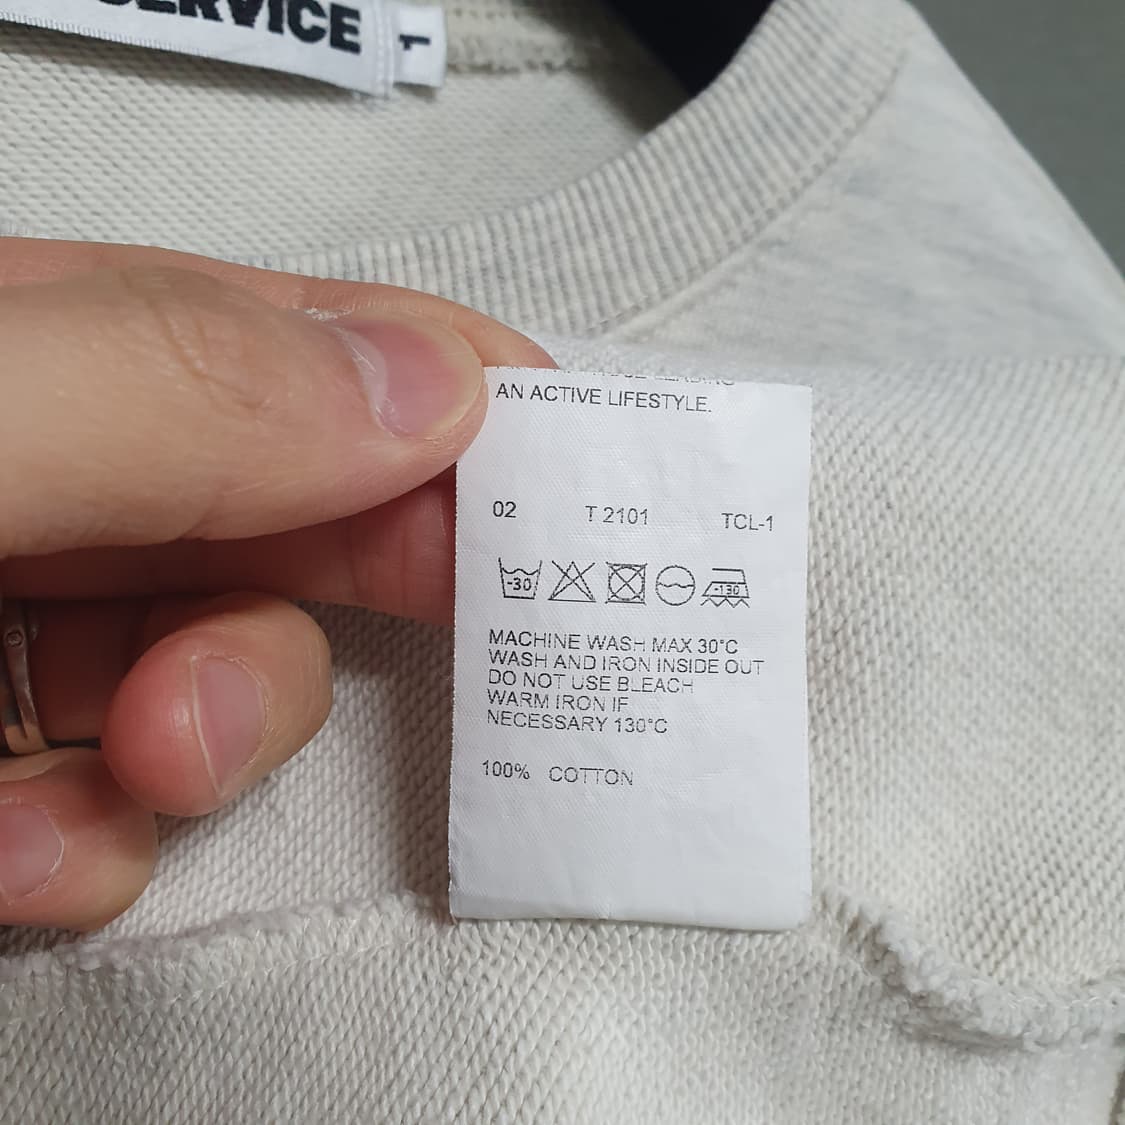 SERVICE
1
AN ACTIVE LIFESTYLE.
02 T 2101 TCL-1
-30 -130
MACHINE WASH MAX 30°C
WASH AND IRON INSIDE OUT
DO NOT USE BLEACH
WARM IRON IF
NECESSARY 130°C
100% COTTON